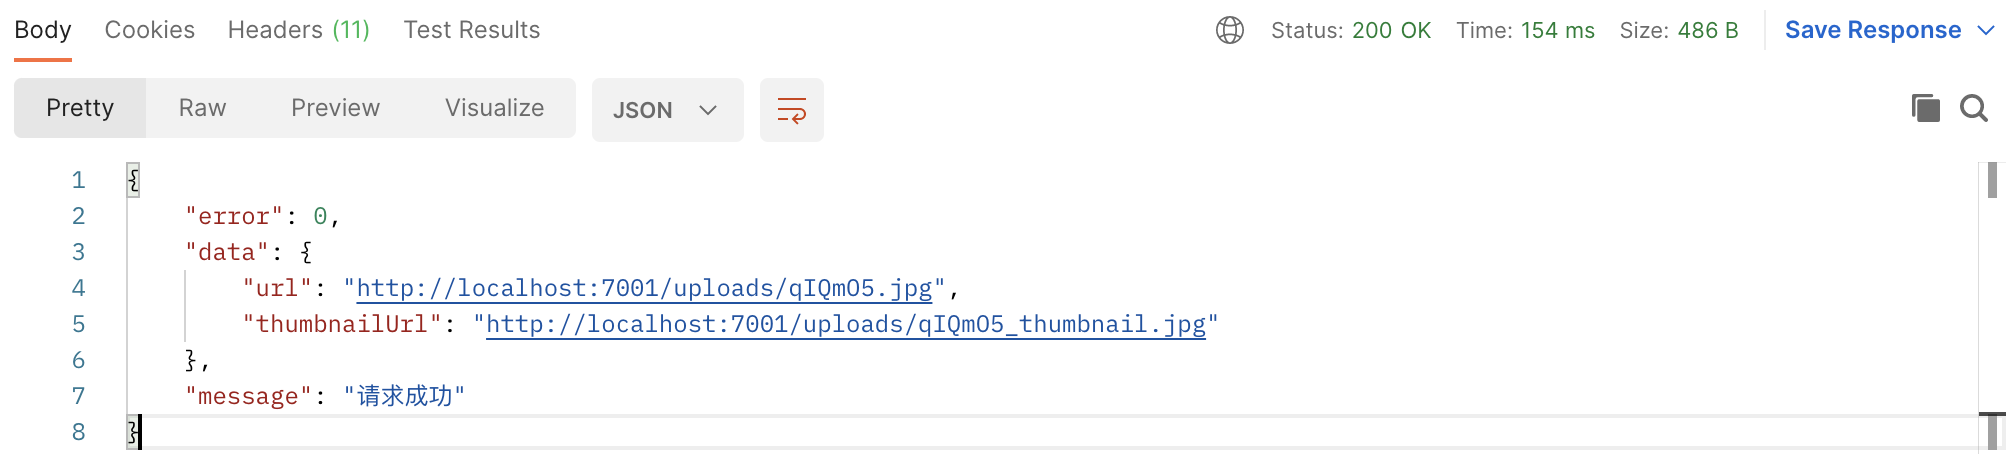 Body Cookies Headers (11) Test Results Status: 200 OK Time: 154 ms Size: 486 B Save Response
Pretty Raw Preview Visualize JSON
1 {
2 "error": 0,
3 "data": {
4 "url": "http://localhost:7001/uploads/qIQmO5.jpg",
5 "thumbnailUrl": "http://localhost:7001/uploads/qIQmO5_thumbnail.jpg"
6 },
7 "message": "请求成功"
8 }